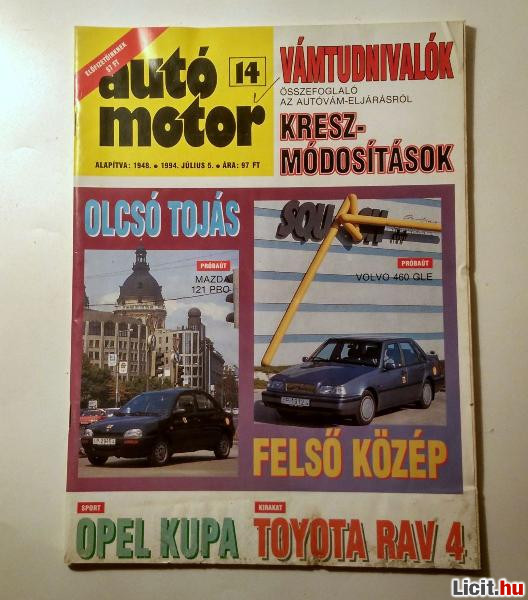 ELŐFIZETŐINKNEK
87 FT
autó
motor
14
ALAPÍTVA: 1948. • 1994. JÚLIUS 5. • ÁRA: 97 FT
VÁMTUDNIVALÓK
ÖSSZEFOGLALÓ
AZ AUTÓVÁM-ELJÁRÁSRÓL
KRESZ-
MÓDOSÍTÁSOK
OLCSÓ TOJÁS
PRÓBAÚT
MAZDA
121 PRO
SQUASH
PRÓBAÚT
VOLVO 460 GLE
FELSŐ KÖZÉP
SPORT
OPEL KUPA
KIRAKAT
TOYOTA RAV 4
Licit.hu